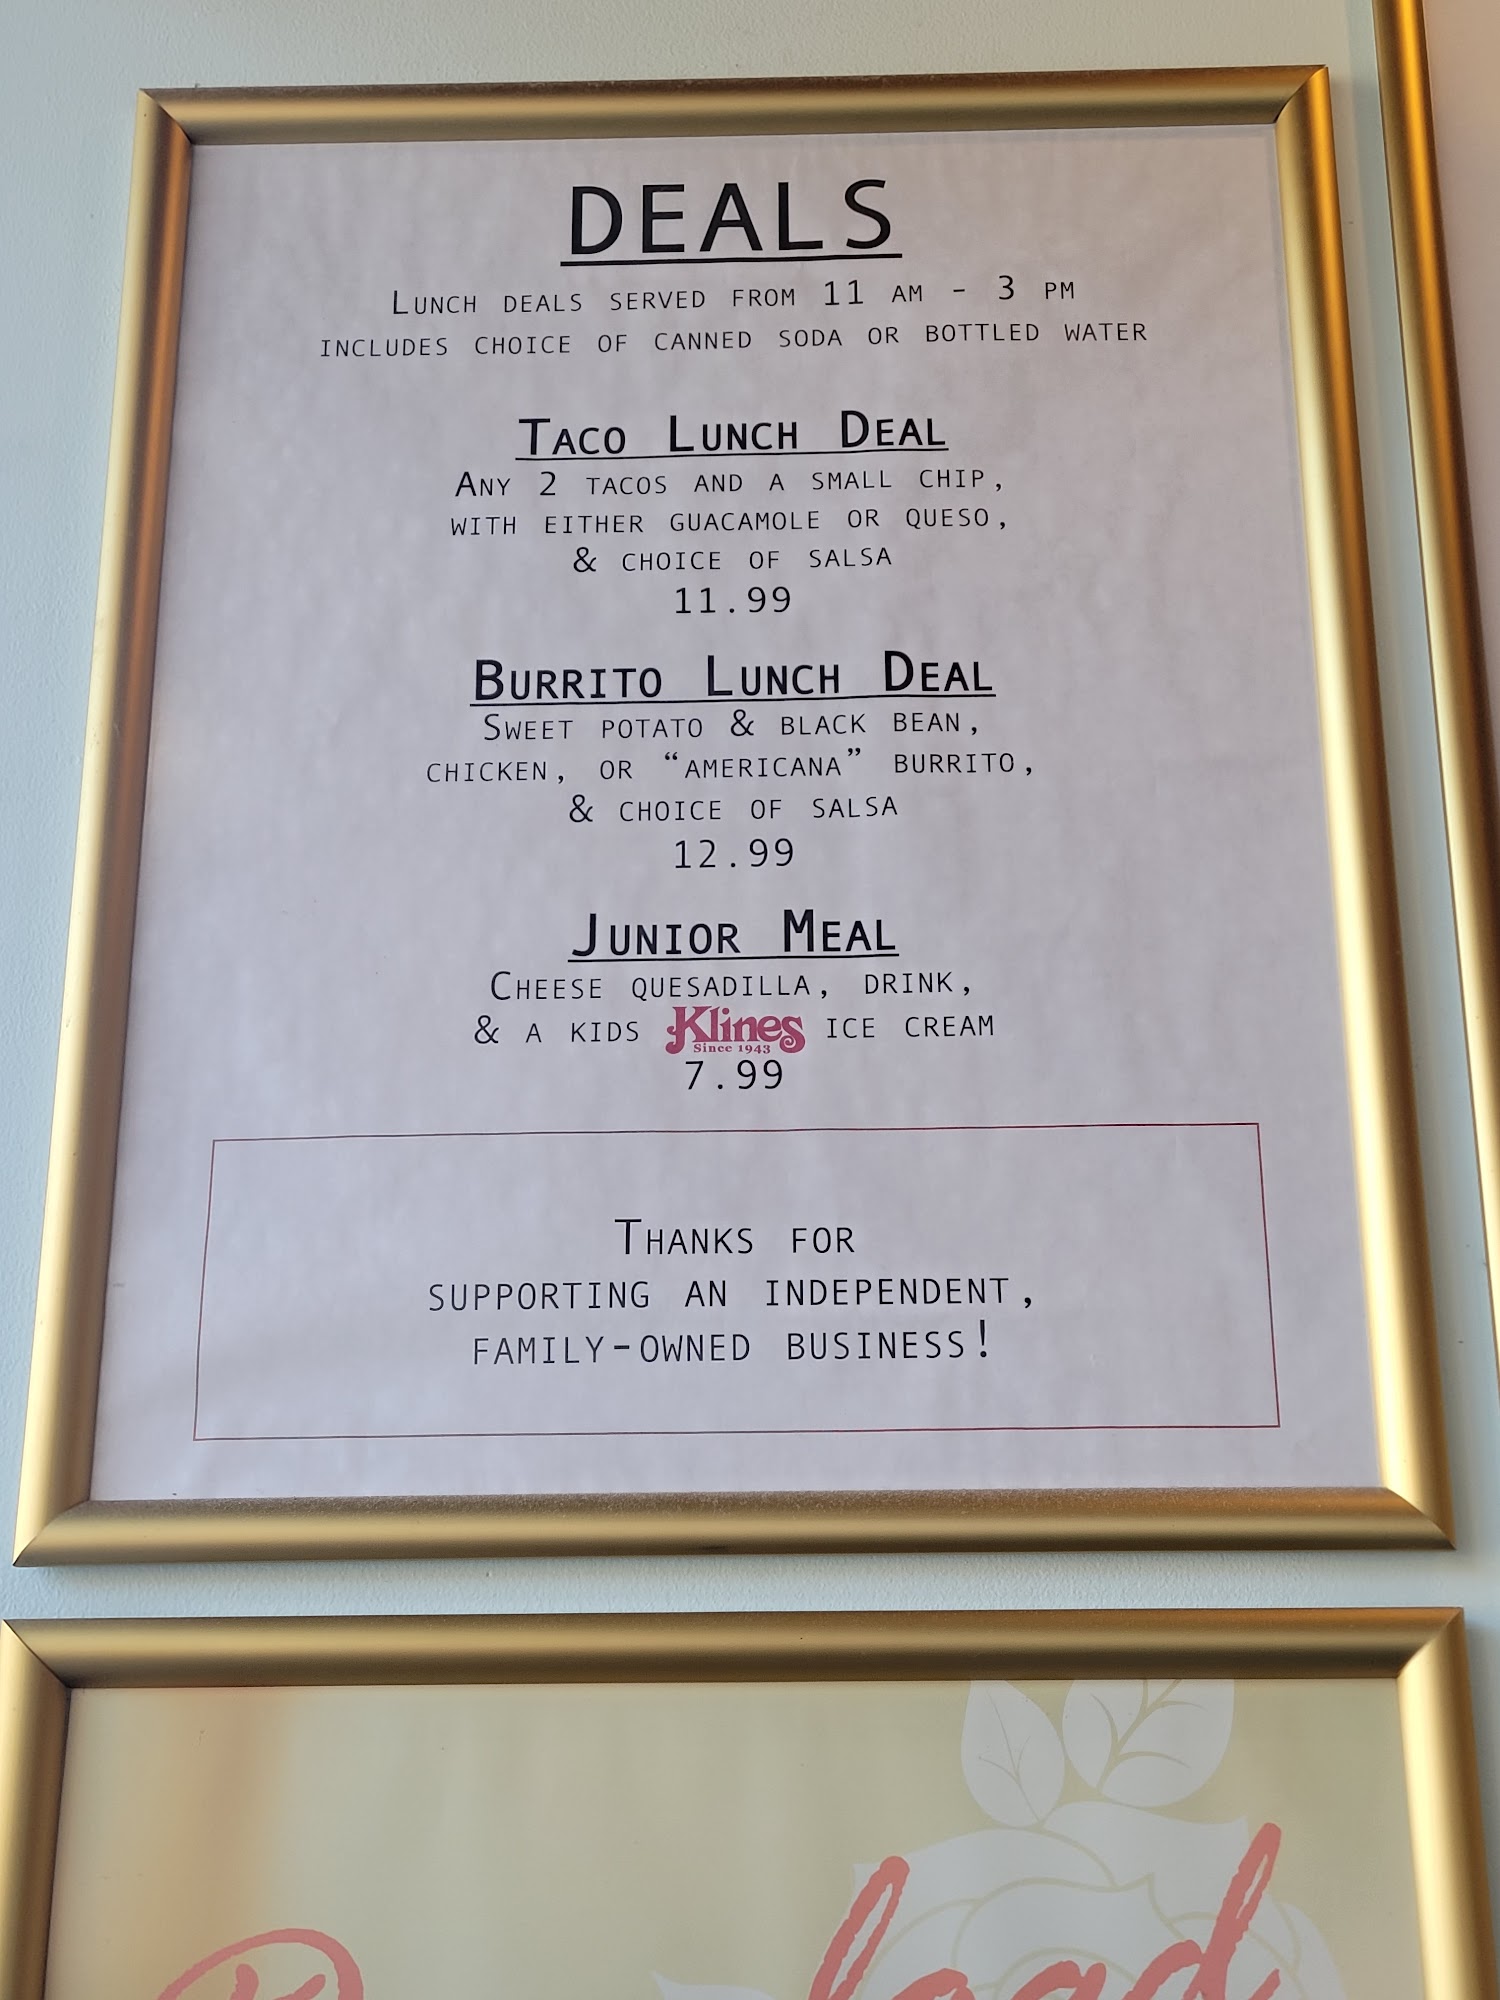 DEALS
Lunch deals served from 11 am - 3 pm
includes choice of canned soda or bottled water
Taco Lunch Deal
Any 2 tacos and a small chip,
with either guacamole or queso,
& choice of salsa
11.99
Burrito Lunch Deal
Sweet potato & black bean,
chicken, or “americana” burrito,
& choice of salsa
12.99
Junior Meal
Cheese quesadilla, drink,
& a kids Klines ice cream
Since 1943
7.99
Thanks for
supporting an independent,
family-owned business!